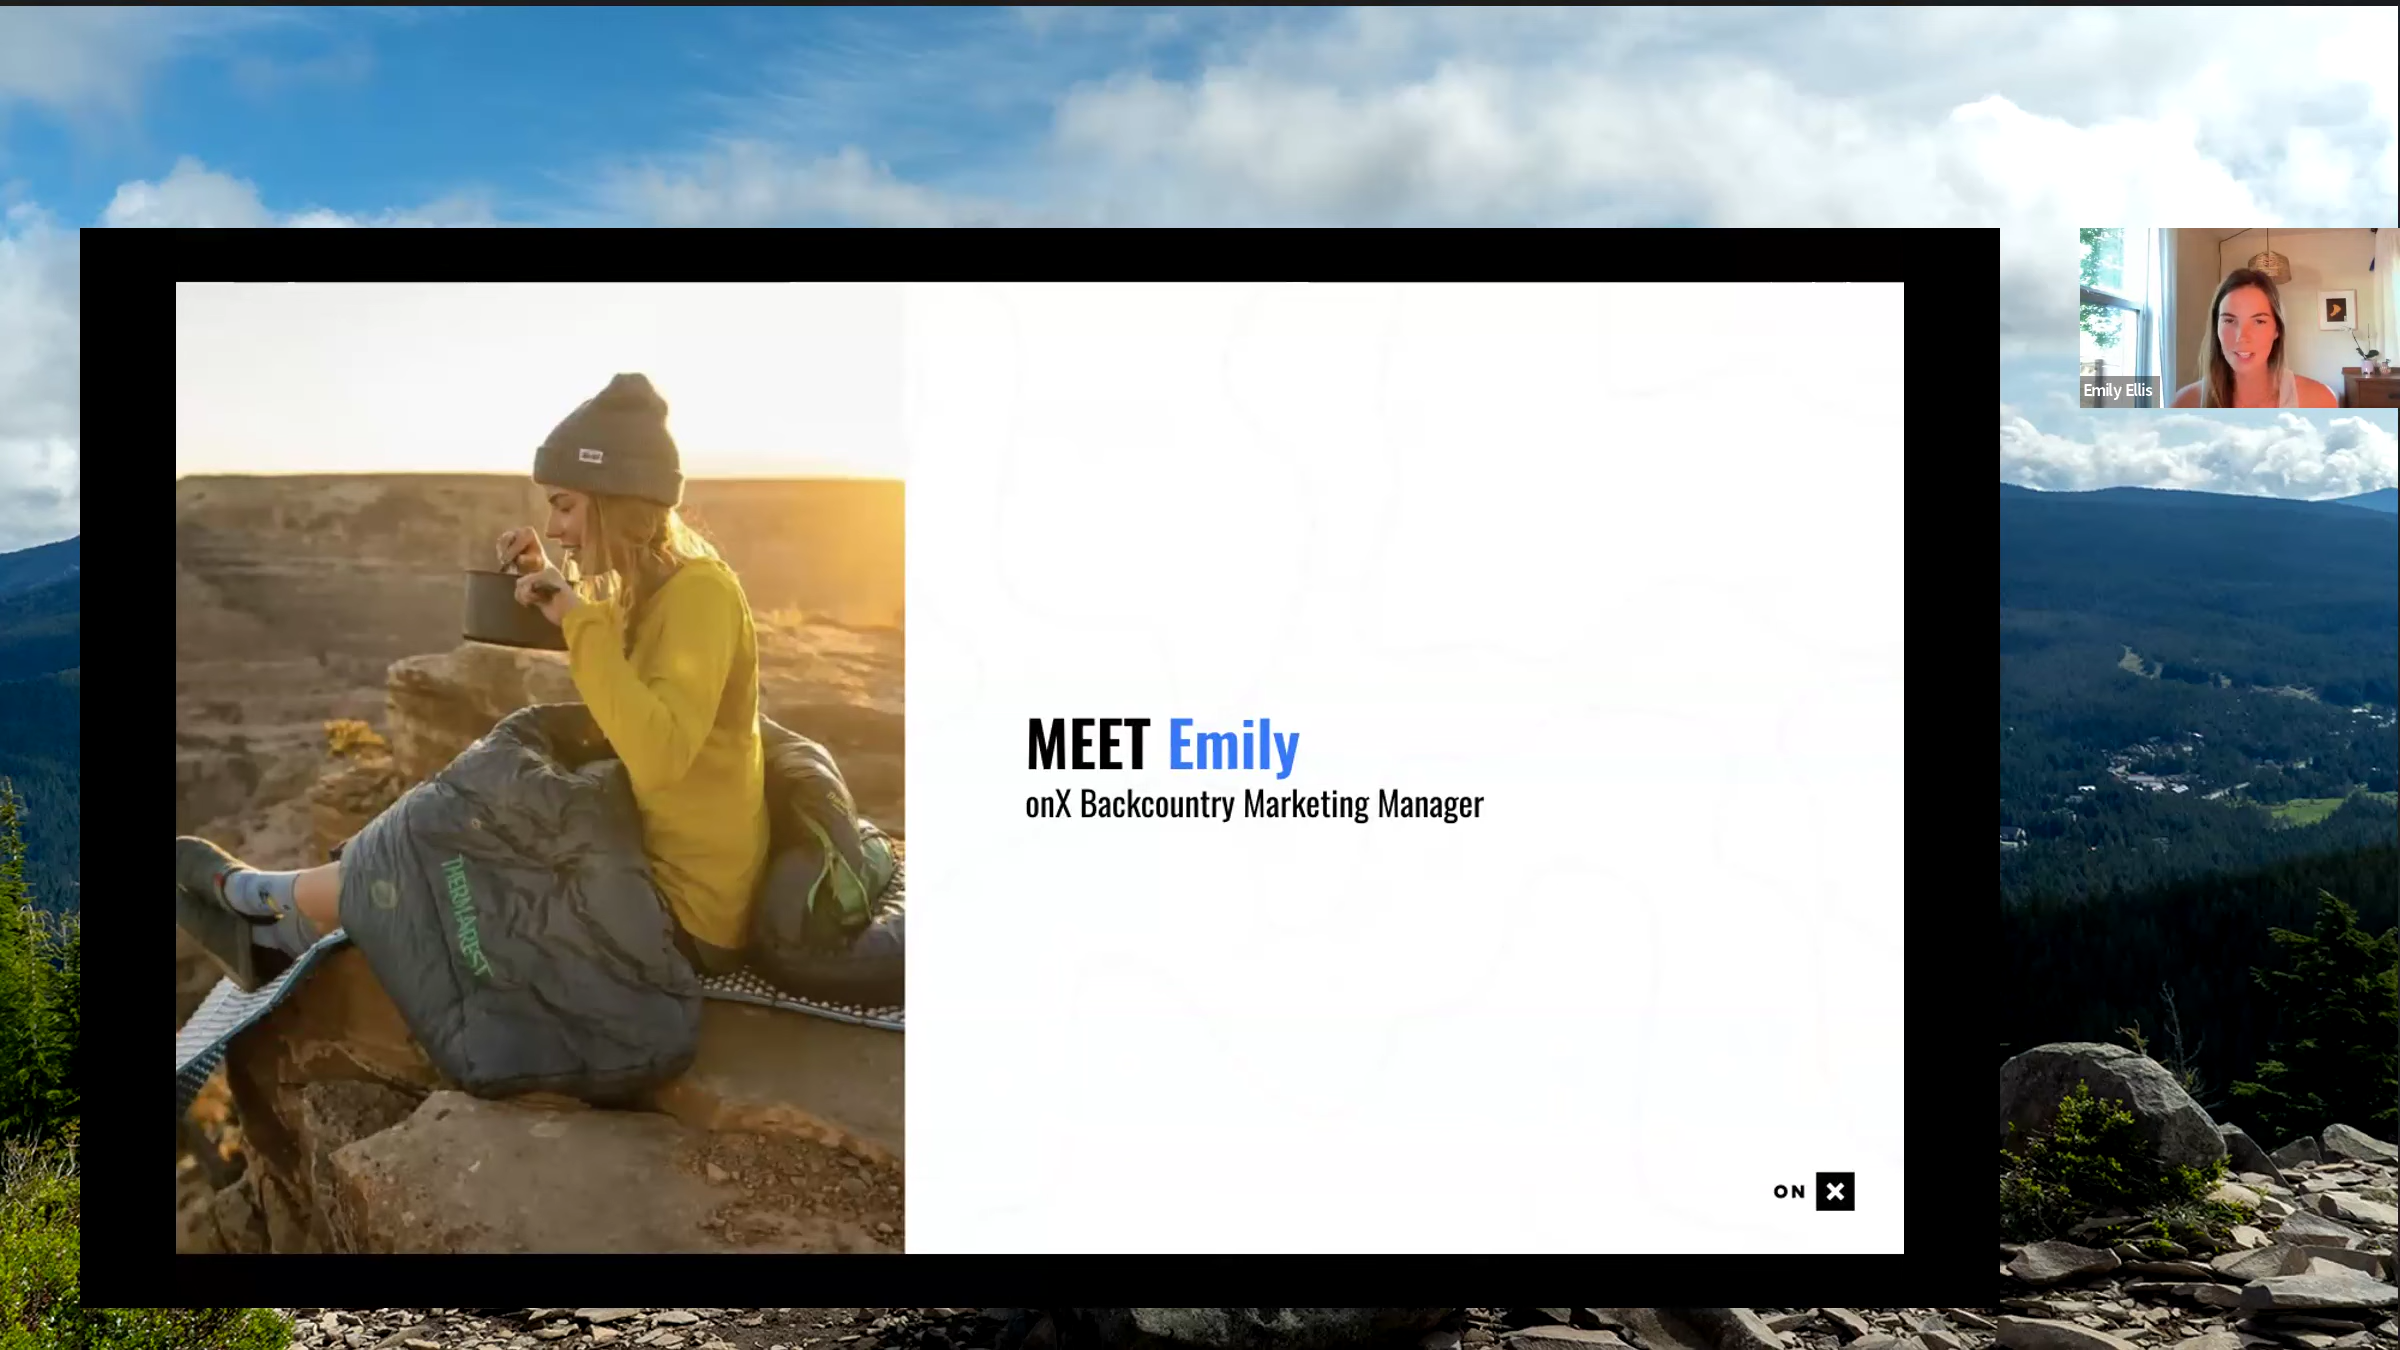 Emily Ellis
THERMAREST
MEET Emily
onX Backcountry Marketing Manager
ON X